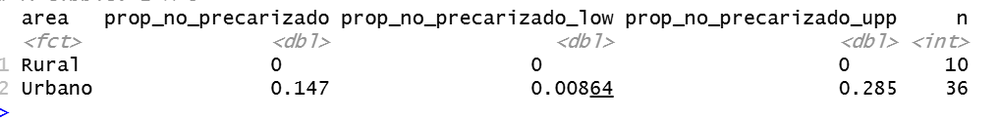 area prop_no_precarizado prop_no_precarizado_low prop_no_precarizado_upp n
<fct> <dbl> <dbl> <dbl> <int>
1 Rural 0 0 0 10
2 Urbano 0.147 0.00864 0.285 36
>